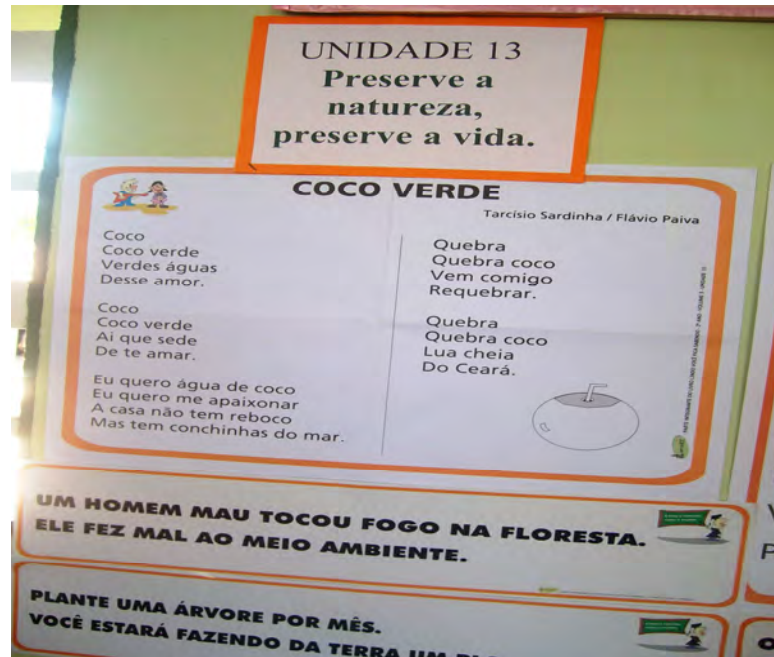 UNIDADE 13
Preserve a
natureza,
preserve a vida.
COCO VERDE
Tarcísio Sardinha / Flávio Paiva
Coco
Coco verde
Verdes águas
Desse amor.
Coco
Coco verde
Ai que sede
De te amar.
Eu quero água de coco
Eu quero me apaixonar
A casa não tem reboco
Mas tem conchinhas do mar.
Quebra
Quebra coco
Vem comigo
Requebrar.
Quebra
Quebra coco
Lua cheia
Do Ceará.
UM HOMEM MAU TOCOU FOGO NA FLORESTA.
ELE FEZ MAL AO MEIO AMBIENTE.
PLANTE UMA ÁRVORE POR MÊS.
VOCÊ ESTARÁ FAZENDO DA TERRA UM